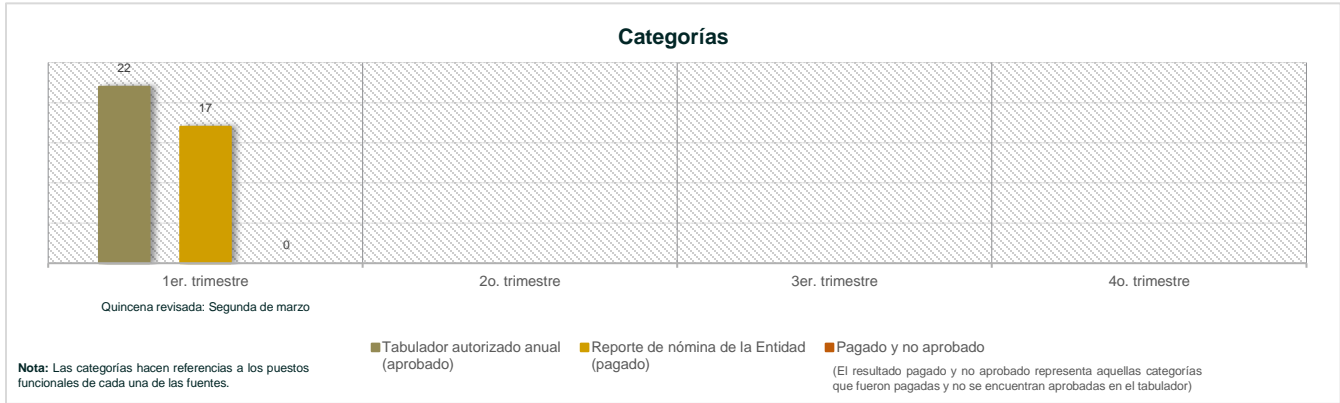 Categorías
22
17
0
1er. trimestre
2o. trimestre
3er. trimestre
4o. trimestre
Quincena revisada: Segunda de marzo
Tabulador autorizado anual
(aprobado)
Reporte de nómina de la Entidad
(pagado)
Pagado y no aprobado
(El resultado pagado y no aprobado representa aquellas categorías
que fueron pagadas y no se encuentran aprobadas en el tabulador)
Nota: Las categorías hacen referencias a los puestos
funcionales de cada una de las fuentes.